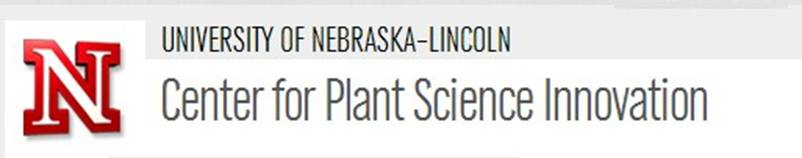 UNIVERSITY OF NEBRASKA–LINCOLN
N
Center for Plant Science Innovation